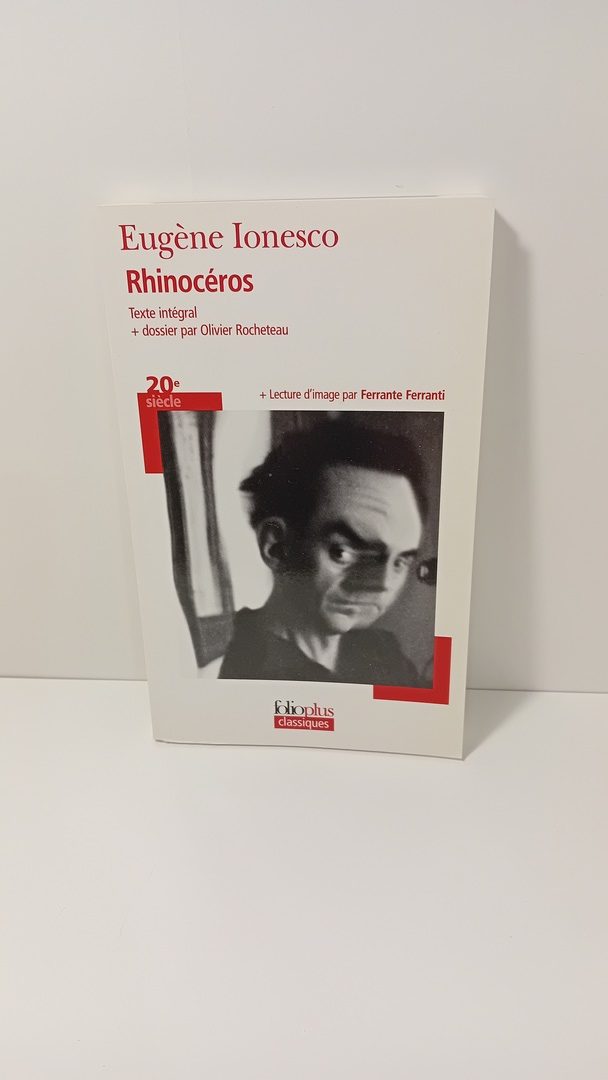 Eugène Ionesco
Rhinocéros
Texte intégral
+ dossier par Olivier Rocheteau
20e
siècle
+ Lecture d'image par Ferrante Ferranti
folioplus
classiques